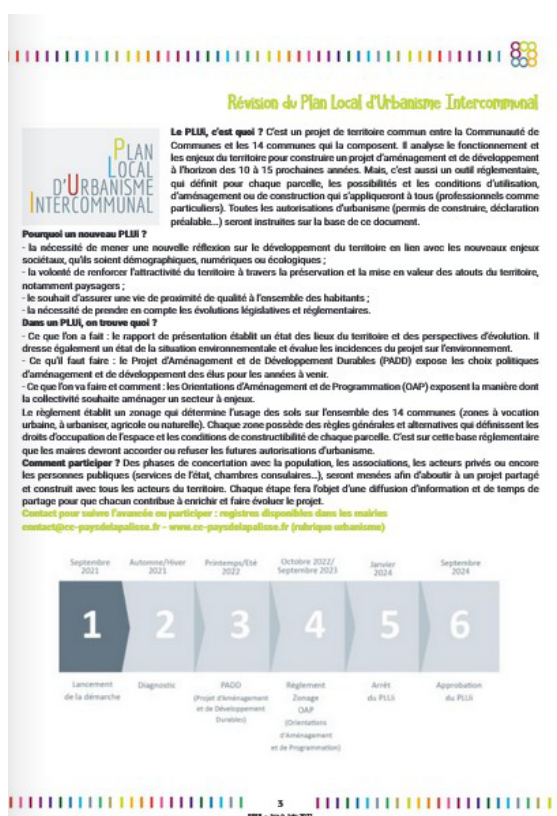 Révision du Plan Local d'Urbanisme Intercommunal
PLAN
LOCAL
D'URBANISME
INTERCOMMUNAL
Le PLUi, c'est quoi ? C'est un projet de territoire commun entre la Communauté de
Communes et les 14 communes qui la composent. Il analyse le fonctionnement et
les enjeux du territoire pour construire un projet d'aménagement et de développement
à l'horizon des 10 à 15 prochaines années. Mais, c'est aussi un outil réglementaire,
qui définit pour chaque parcelle, les possibilités et les conditions d'utilisation,
d'aménagement ou de construction qui s'appliqueront à tous (professionnels comme
particuliers). Toutes les autorisations d'urbanisme (permis de construire, déclaration
préalable...) seront instruites sur la base de ce document.
Pourquoi un nouveau PLUi ?
- la nécessité de mener une nouvelle réflexion sur le développement du territoire en lien avec les nouveaux enjeux
sociétaux, qu'ils soient démographiques, numériques ou écologiques ;
- la volonté de renforcer l'attractivité du territoire à travers la préservation et la mise en valeur des atouts du territoire,
notamment paysagers ;
- le souhait d'assurer une vie de proximité de qualité à l'ensemble des habitants ;
- la nécessité de prendre en compte les évolutions législatives et réglementaires.
Dans un PLUi, on trouve quoi ?
- Ce que l'on a fait : le rapport de présentation établit un état des lieux du territoire et des perspectives d'évolution. Il
dresse également un état de la situation environnementale et évalue les incidences du projet sur l'environnement.
- Ce qu'il faut faire : le Projet d'Aménagement et de Développement Durables (PADD) expose les choix politiques
d'aménagement et de développement des élus pour les années à venir.
- Ce que l'on va faire et comment : les Orientations d'Aménagement et de Programmation (OAP) exposent la manière dont
la collectivité souhaite aménager un secteur à enjeux.
Le règlement établit un zonage qui détermine l'usage des sols sur l'ensemble des 14 communes (zones à vocation
urbaine, à urbaniser, agricole ou naturelle). Chaque zone possède des règles générales et alternatives qui définissent les
droits d'occupation de l'espace et les conditions de constructibilité de chaque parcelle. C'est sur cette base réglementaire
que les maires devront accorder ou refuser les futures autorisations d'urbanisme.
Comment participer ? Des phases de concertation avec la population, les associations, les acteurs privés ou encore
les personnes publiques (services de l'état, chambres consulaires...), seront menées afin d'aboutir à un projet partagé
et construit avec tous les acteurs du territoire. Chaque étape fera l'objet d'une diffusion d'information et de temps de
partage pour que chacun contribue à enrichir et faire évoluer le projet.
Contact pour suivre l'avancée ou participer : registres disponibles dans les mairies
contact@cc-paysdelapalisse.fr - www.cc-paysdelapalisse.fr (rubrique urbanisme)
Septembre 2021
Automne/Hiver 2021
Printemps/Eté 2022
Octobre 2022/ Septembre 2023
Janvier 2024
Septembre 2024
1 2 3 4 5 6
Lancement de la démarche
Diagnostic
PADD (Projet d'Aménagement et de Développement Durables)
Règlement Zonage OAP (Orientations d'Aménagement et de Programmation)
Arrêt du PLUi
Approbation du PLUi
3